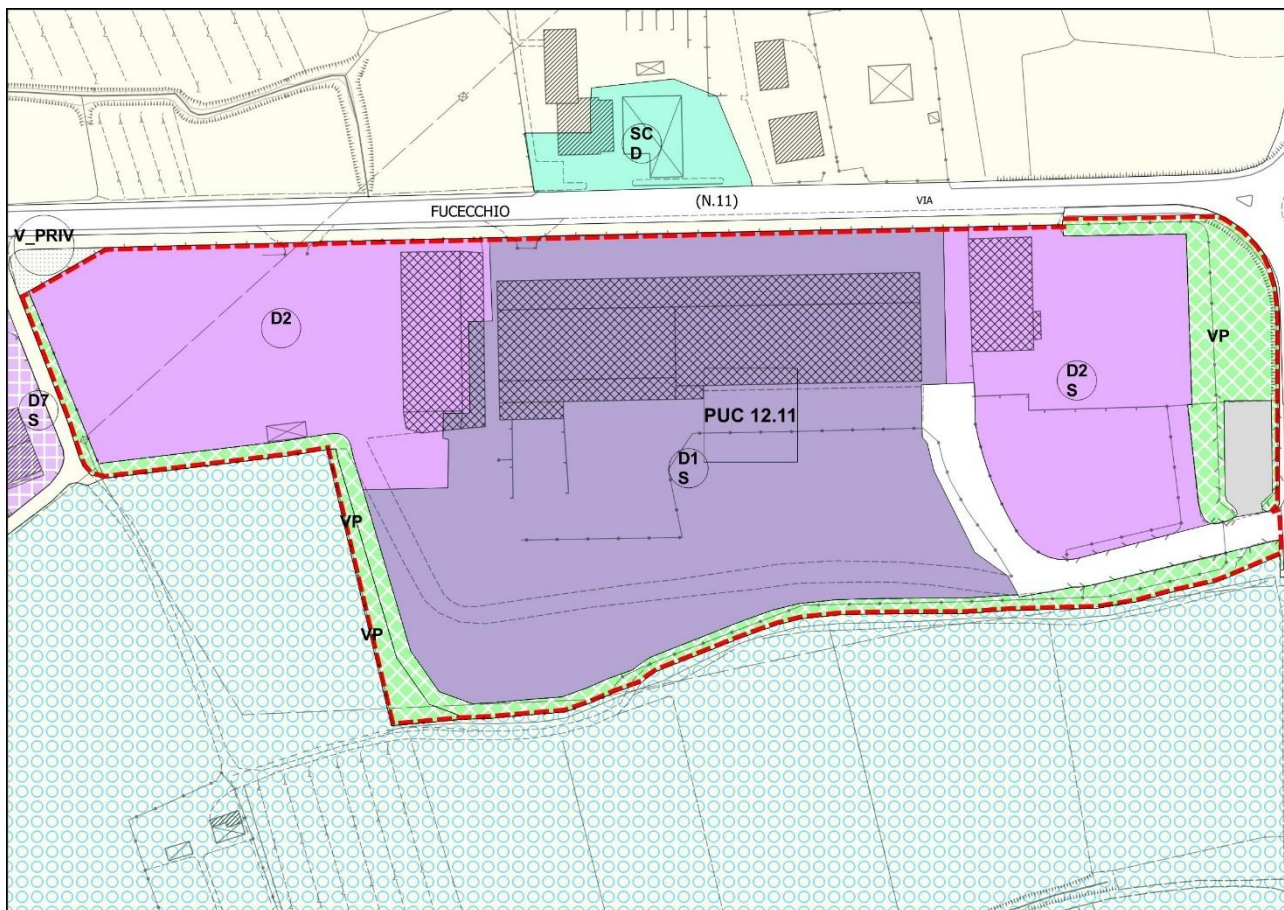 SC
D
(N.11)
VIA
FUCECCHIO
V_PRIV
D2
VP
D2
S
D7
S
PUC 12.11
D1
S
VP
VP